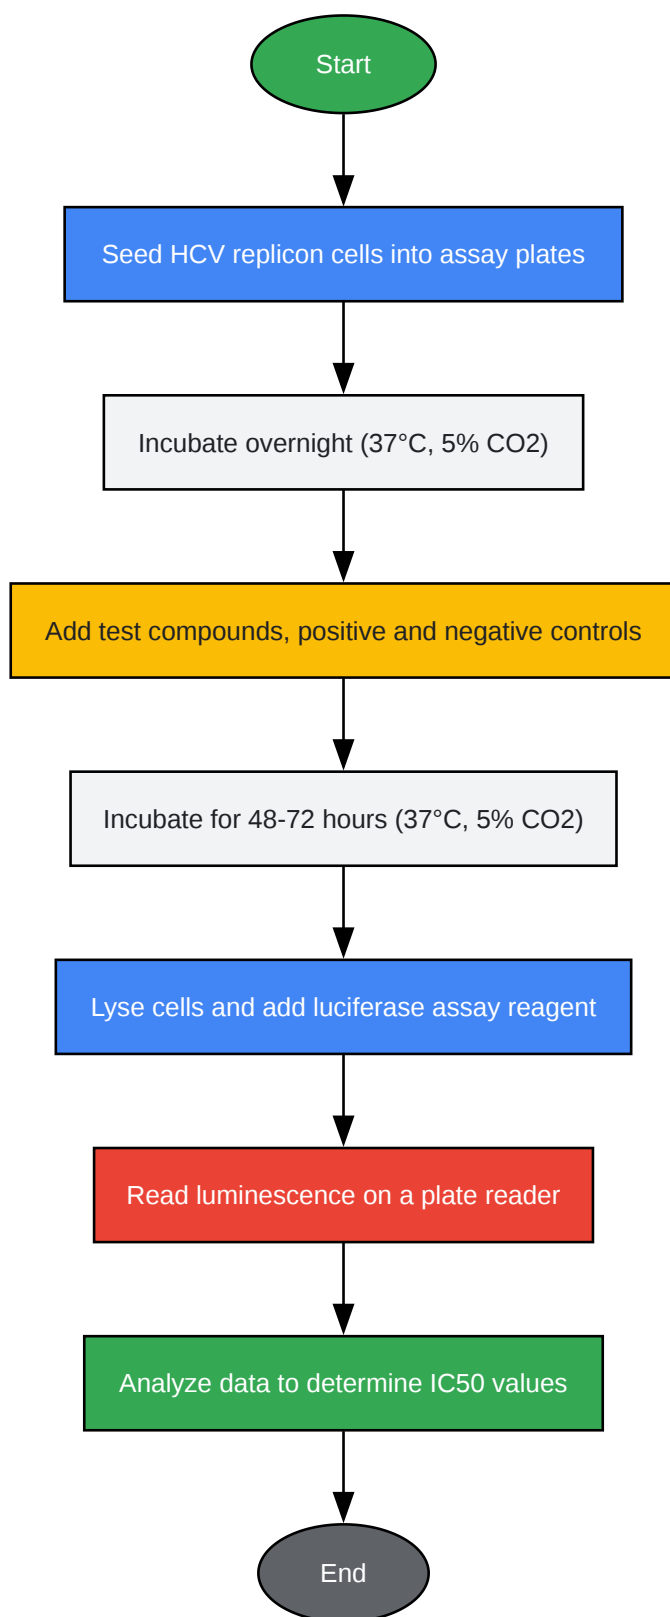 Start
Seed HCV replicon cells into assay plates
Incubate overnight (37°C, 5% CO2)
Add test compounds, positive and negative controls
Incubate for 48-72 hours (37°C, 5% CO2)
Lyse cells and add luciferase assay reagent
Read luminescence on a plate reader
Analyze data to determine IC50 values
End